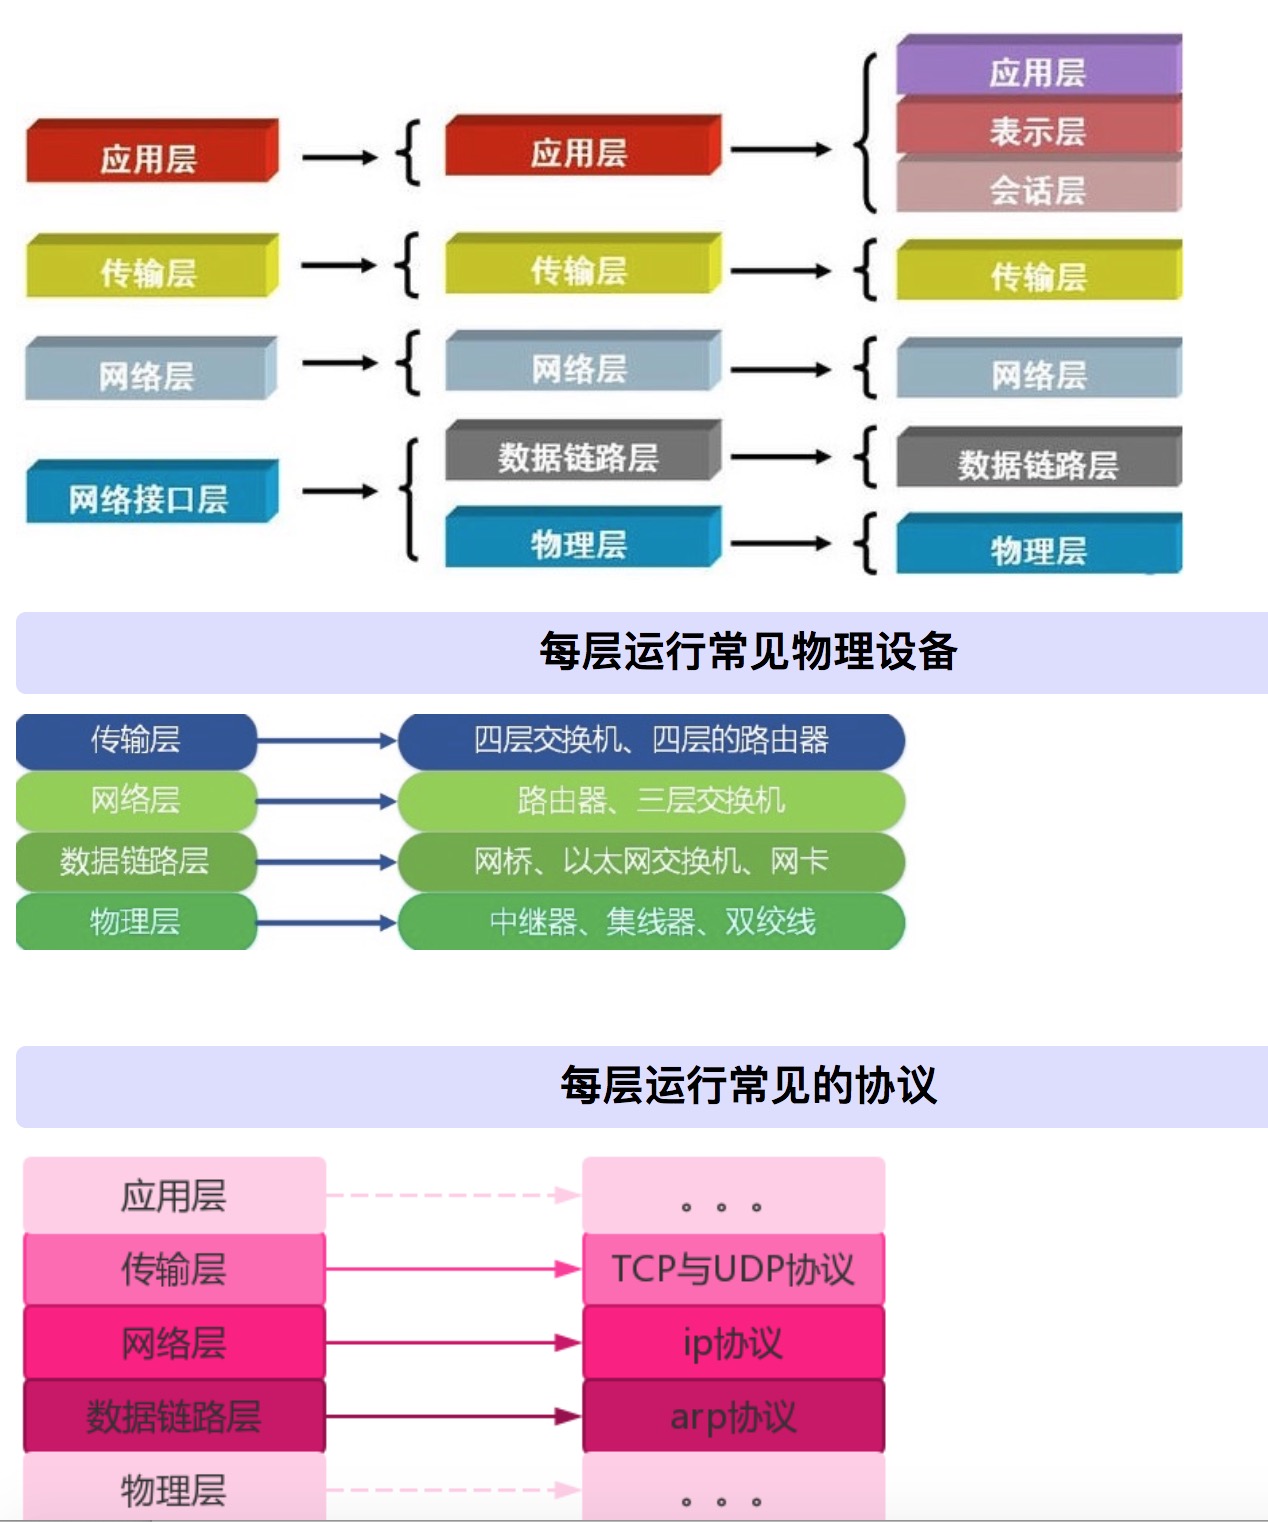 应用层
表示层
会话层
应用层 应用层
传输层 传输层 传输层
网络层 网络层 网络层
数据链路层 数据链路层
网络接口层
物理层 物理层
每层运行常见物理设备
传输层 四层交换机、四层的路由器
网络层 路由器、三层交换机
数据链路层 网桥、以太网交换机、网卡
物理层 中继器、集线器、双绞线
每层运行常见的协议
应用层 。。。
传输层 TCP与UDP协议
网络层 ip协议
数据链路层 arp协议
物理层 。。。